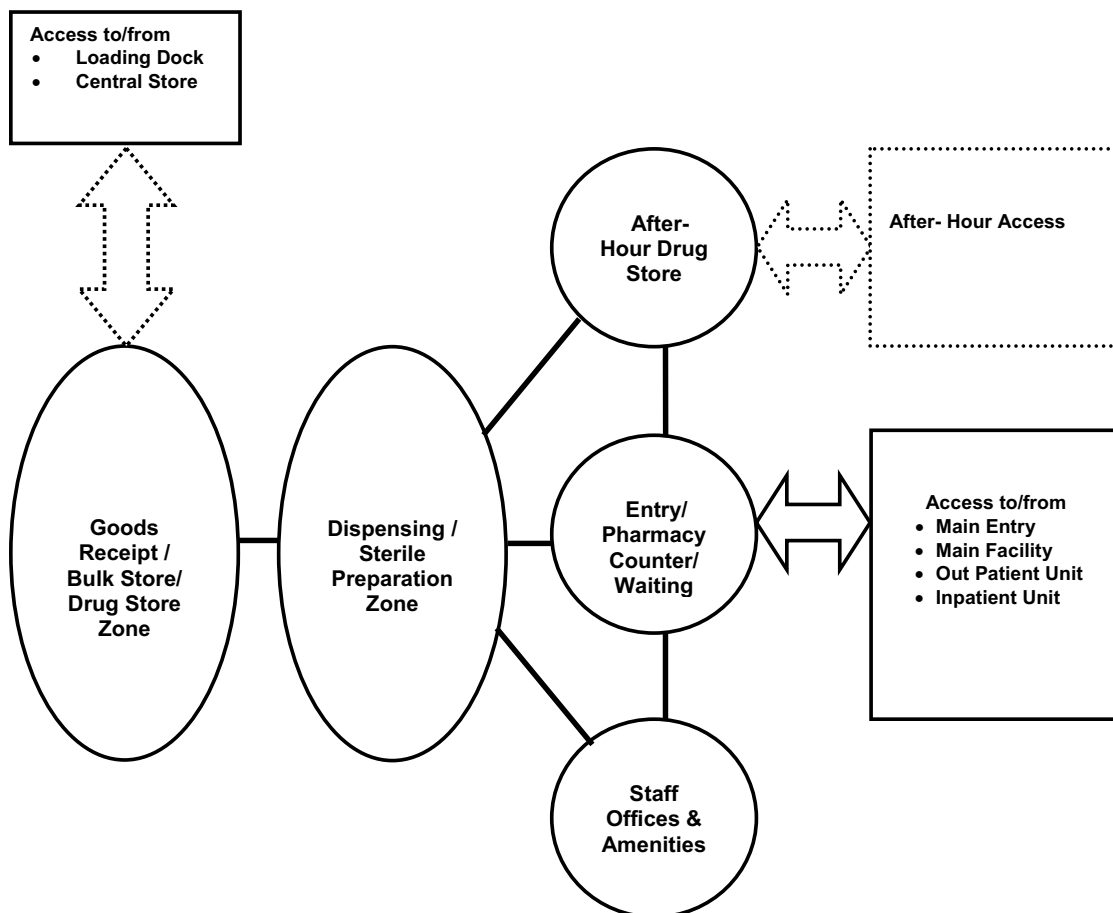 Access to/from
• Loading Dock
• Central Store
After-
Hour Drug
Store
After- Hour Access
Goods
Receipt /
Bulk Store/
Drug Store
Zone
Dispensing /
Sterile
Preparation
Zone
Entry/
Pharmacy
Counter/
Waiting
Access to/from
• Main Entry
• Main Facility
• Out Patient Unit
• Inpatient Unit
Staff
Offices &
Amenities